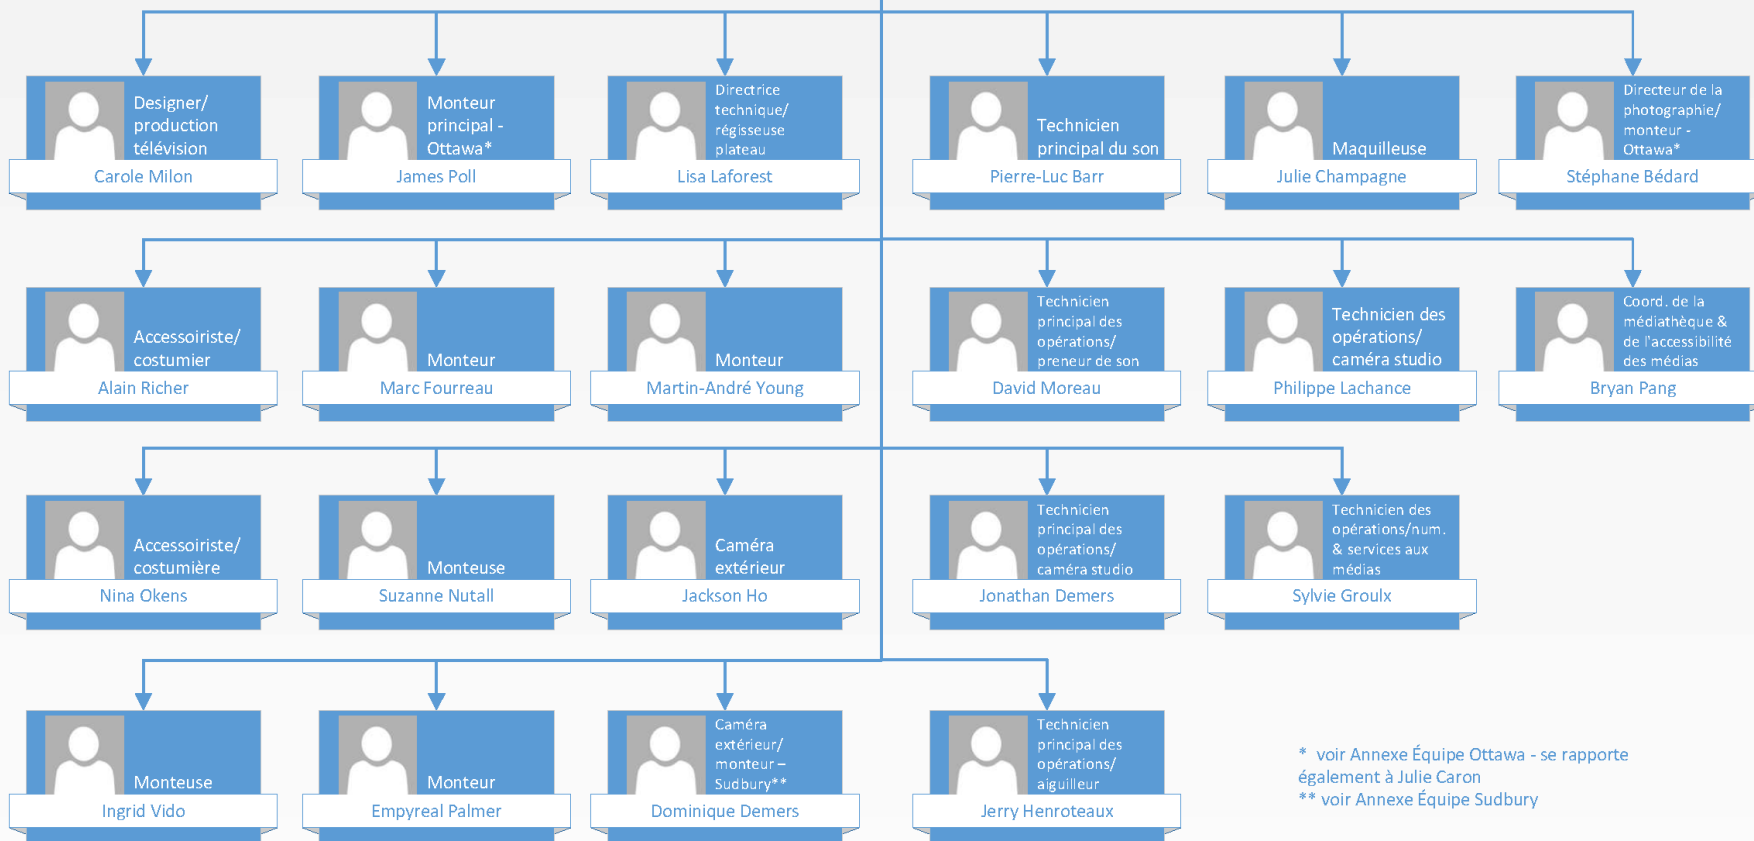 Designer/
production
télévision
Carole Milon
Monteur
principal -
Ottawa*
James Poll
Directrice
technique/
régisseuse
plateau
Lisa Laforest
Technicien
principal du son
Pierre-Luc Barr
Maquilleuse
Julie Champagne
Directeur de la
photographie/
monteur -
Ottawa*
Stéphane Bédard
Accessoiriste/
costumier
Alain Richer
Monteur
Marc Fourreau
Monteur
Martin-André Young
Technicien
principal des
opérations/
preneur de son
David Moreau
Technicien des
opérations/
caméra studio
Philippe Lachance
Coord. de la
médiathèque &
de l'accessibilité
des médias
Bryan Pang
Accessoiriste/
costumière
Nina Okens
Monteuse
Suzanne Nutall
Caméra
extérieur
Jackson Ho
Technicien
principal des
opérations/
caméra studio
Jonathan Demers
Technicien des
opérations/num.
& services aux
médias
Sylvie Groulx
Monteuse
Ingrid Vido
Monteur
Empyreal Palmer
Caméra
extérieur/
monteur –
Sudbury**
Dominique Demers
Technicien
principal des
opérations/
aiguilleur
Jerry Henroteaux
* voir Annexe Équipe Ottawa - se rapporte
également à Julie Caron
** voir Annexe Équipe Sudbury